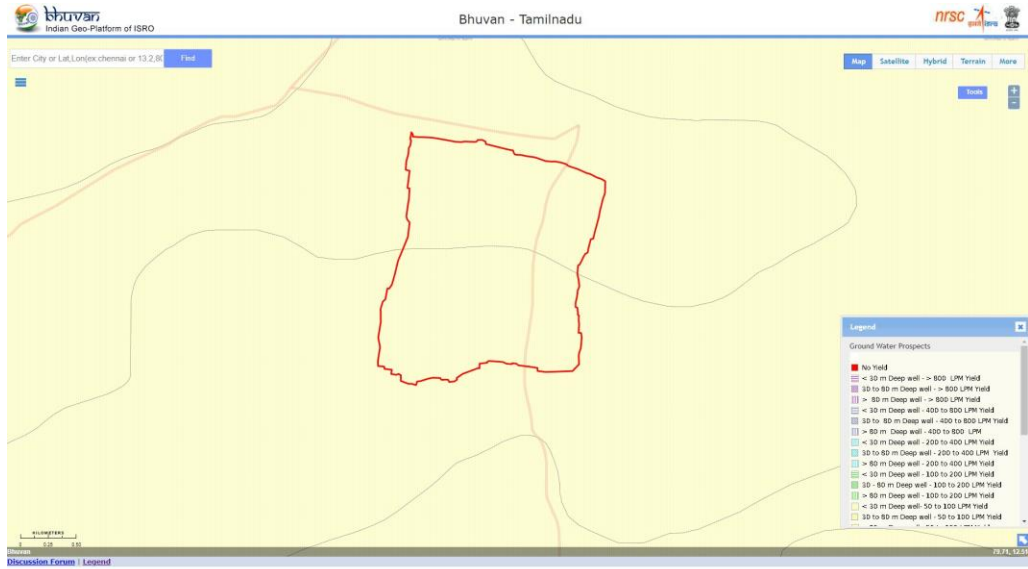 bhuvan
Indian Geo-Platform of ISRO
Bhuvan - Tamilnadu
nrsc
Enter City or Lat,Lon(ex:chennai or 13.2,80
Find
Map Satellite Hybrid Terrain More
Tools
+
-
Legend
x
Ground Water Prospects
No Yield
< 30 m Deep well - > 800 LPM Yield
30 to 80 m Deep well - > 800 LPM Yield
> 80 m Deep well - > 800 LPM Yield
< 30 m Deep well - 400 to 800 LPM Yield
30 to 80 m Deep well - 400 to 800 LPM Yield
> 80 m Deep well - 400 to 800 LPM
< 30 m Deep well - 200 to 400 LPM Yield
30 to 80 m Deep well - 200 to 400 LPM Yield
> 80 m Deep well - 200 to 400 LPM Yield
< 30 m Deep well - 100 to 200 LPM Yield
30 - 80 m Deep well - 100 to 200 LPM Yield
> 80 m Deep well - 100 to 200 LPM Yield
< 30 m Deep well- 50 to 100 LPM Yield
30 to 80 m Deep well - 50 to 100 LPM Yield
KILOMETERS
0 0.25 0.50
Bhuvan
Discussion Forum | Legend